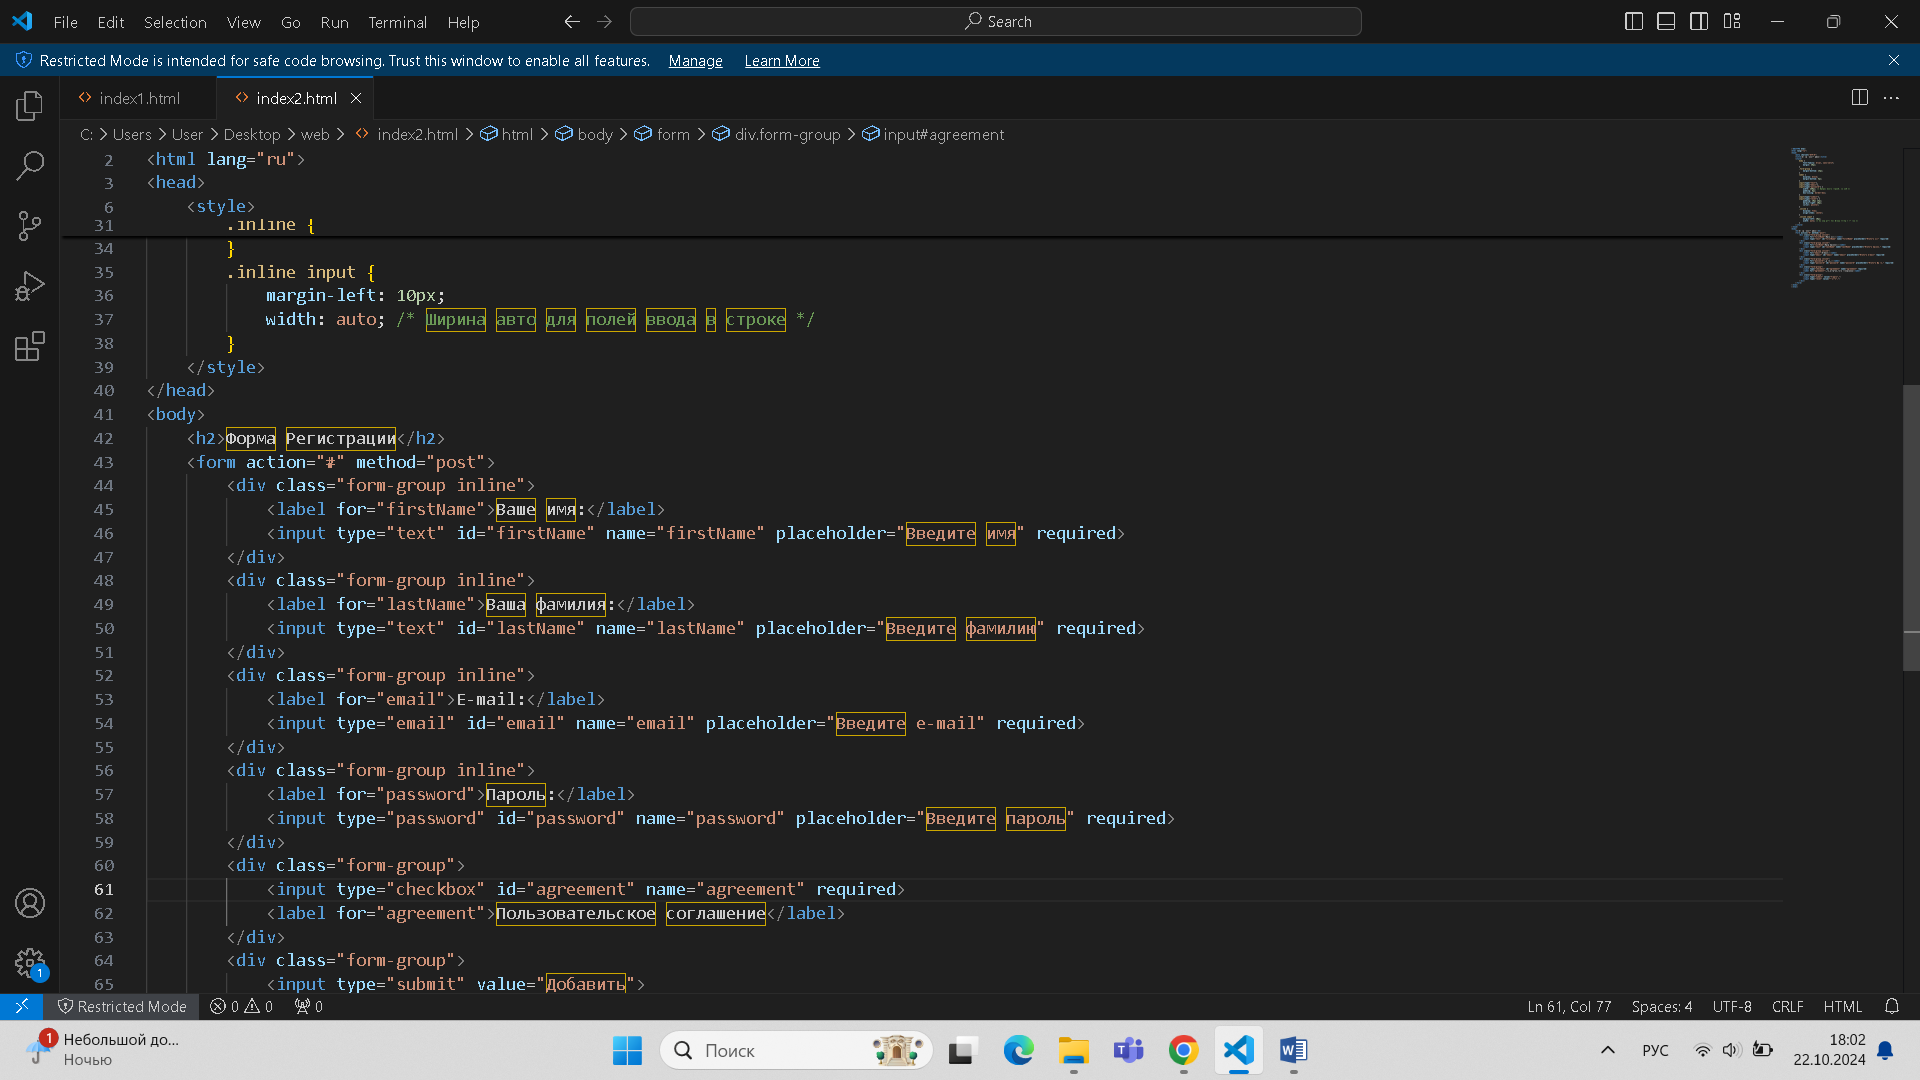 File Edit Selection View Go Run Terminal Help Search
Restricted Mode is intended for safe code browsing. Trust this window to enable all features. Manage Learn More
index1.html index2.html
C: > Users > User > Desktop > web > index2.html > html > body > form > div.form-group > input#agreement
2 <html lang="ru">
3 <head>
6 <style>
31 .inline {
34 }
35 .inline input {
36 margin-left: 10px;
37 width: auto; /* Ширина авто для полей ввода в строке */
38 }
39 </style>
40 </head>
41 <body>
42 <h2>Форма Регистрации</h2>
43 <form action="#" method="post">
44 <div class="form-group inline">
45 <label for="firstName">Ваше имя:</label>
46 <input type="text" id="firstName" name="firstName" placeholder="Введите имя" required>
47 </div>
48 <div class="form-group inline">
49 <label for="lastName">Ваша фамилия:</label>
50 <input type="text" id="lastName" name="lastName" placeholder="Введите фамилию" required>
51 </div>
52 <div class="form-group inline">
53 <label for="email">E-mail:</label>
54 <input type="email" id="email" name="email" placeholder="Введите e-mail" required>
55 </div>
56 <div class="form-group inline">
57 <label for="password">Пароль:</label>
58 <input type="password" id="password" name="password" placeholder="Введите пароль" required>
59 </div>
60 <div class="form-group">
61 <input type="checkbox" id="agreement" name="agreement" required>
62 <label for="agreement">Пользовательское соглашение</label>
63 </div>
64 <div class="form-group">
65 <input type="submit" value="Добавить">
1
Restricted Mode 0 0 0 Ln 61, Col 77 Spaces: 4 UTF-8 CRLF HTML
1 Небольшой до...
Ночью
Поиск
РУС
18:02
22.10.2024